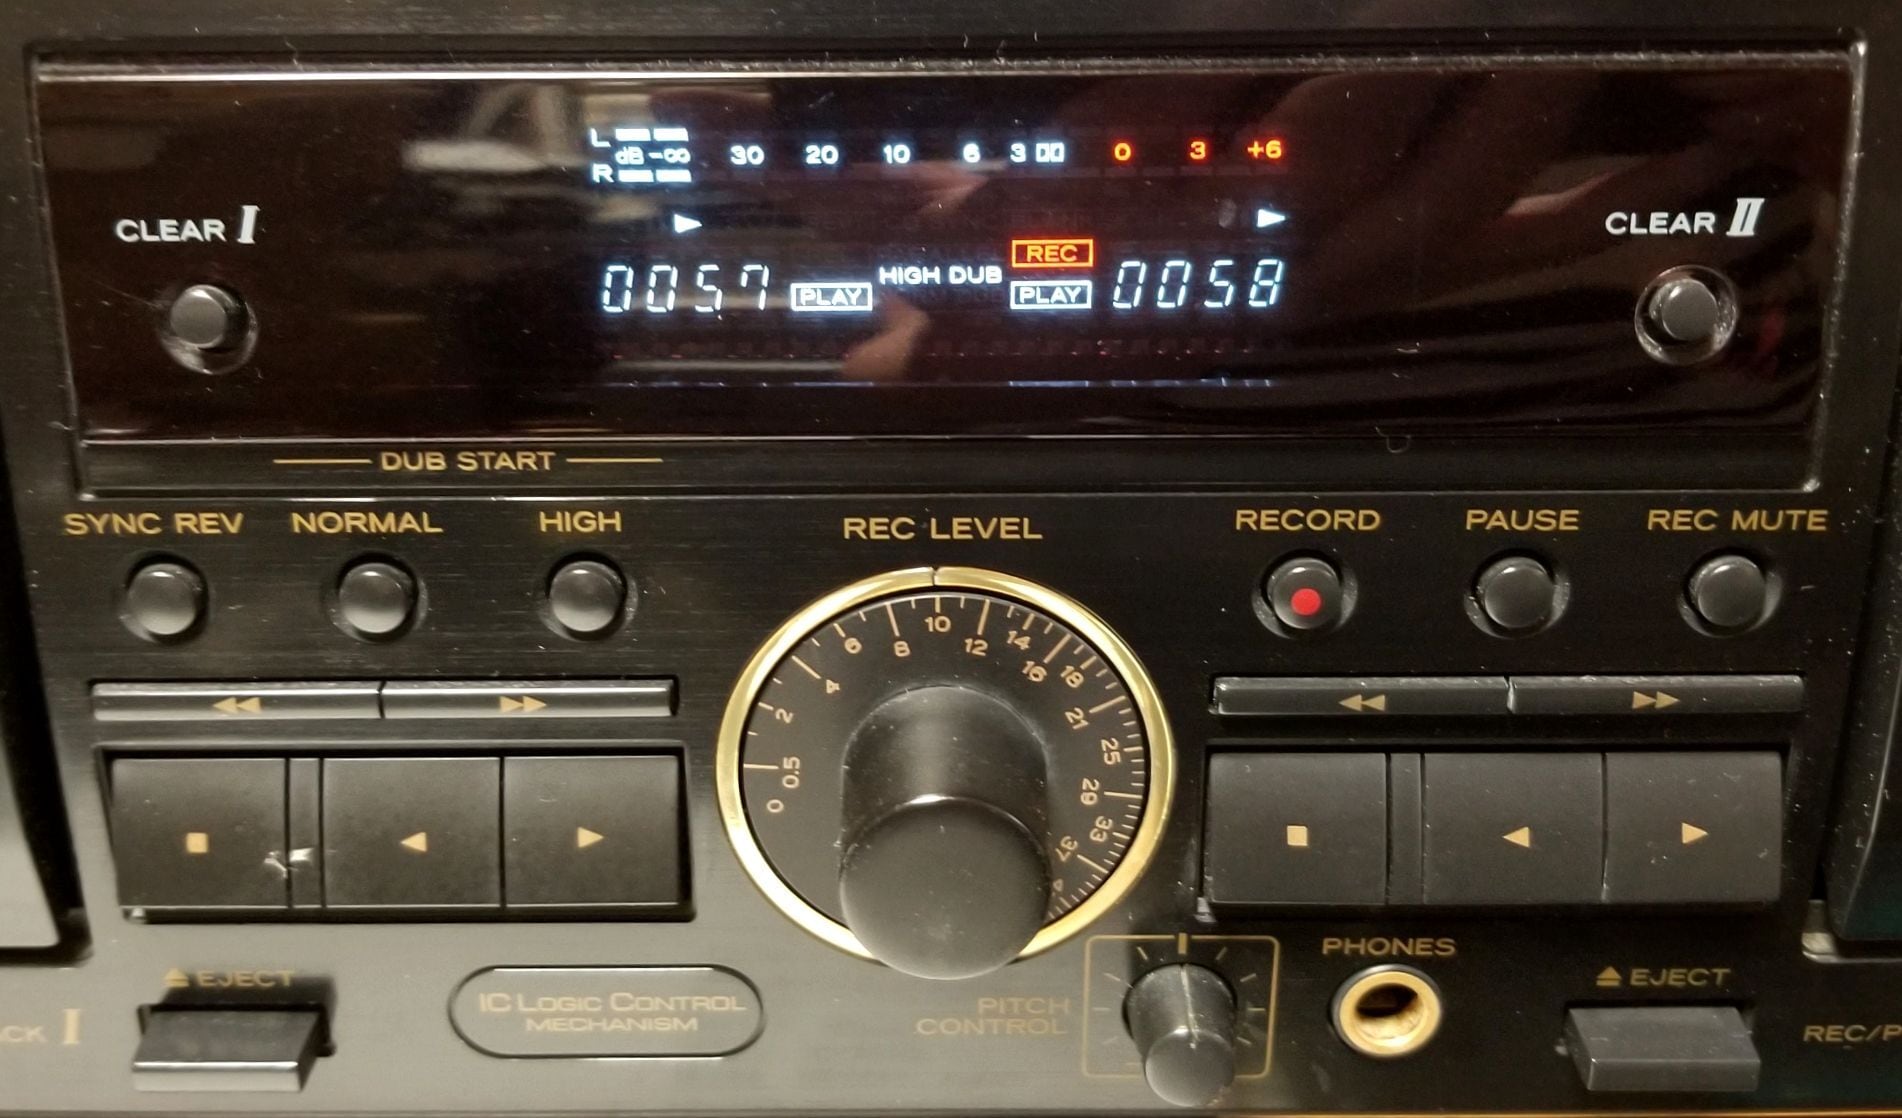 L
dB -∞ 30 20 10 6 3 0 3 +6
R
CLEAR I
CLEAR II
REC
0057 PLAY HIGH DUB PLAY 0058
DUB START
SYNC REV NORMAL HIGH
REC LEVEL
RECORD PAUSE REC MUTE
0 0.5 2 4 6 8 10 12 14 16 18 21 25 29 33 37
EJECT
IC LOGIC CONTROL
MECHANISM
PITCH
CONTROL
PHONES
EJECT
I
REC/P